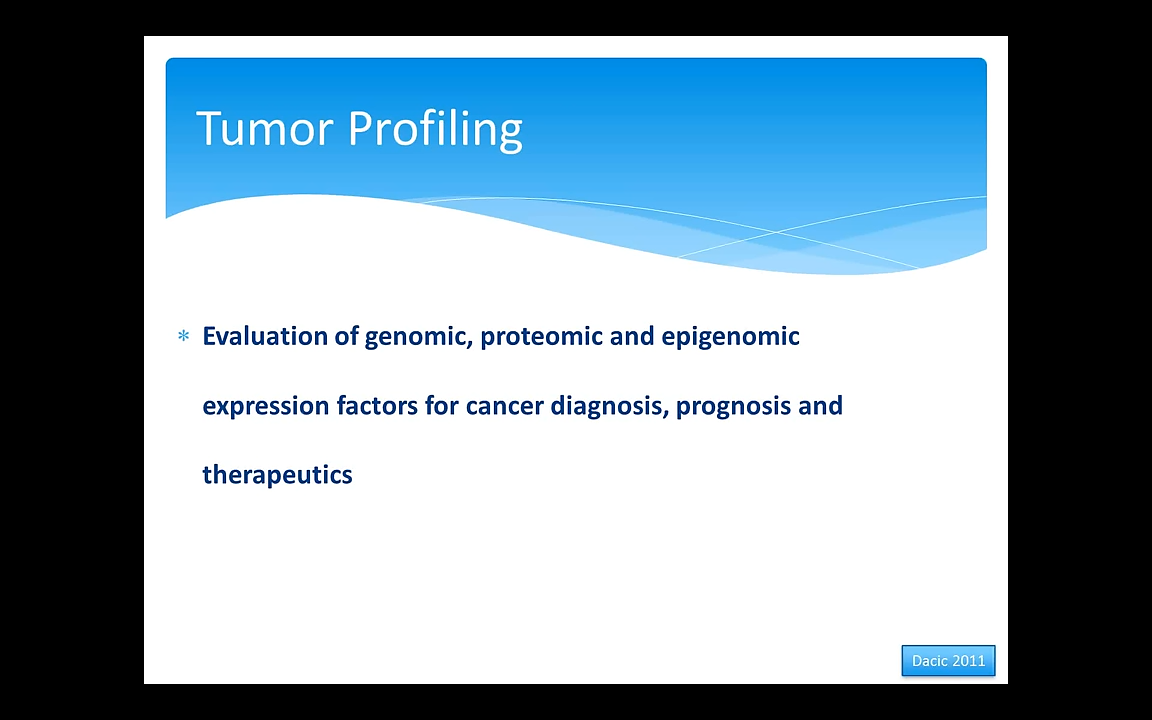 Tumor Profiling
* Evaluation of genomic, proteomic and epigenomic
expression factors for cancer diagnosis, prognosis and
therapeutics
Dacic 2011